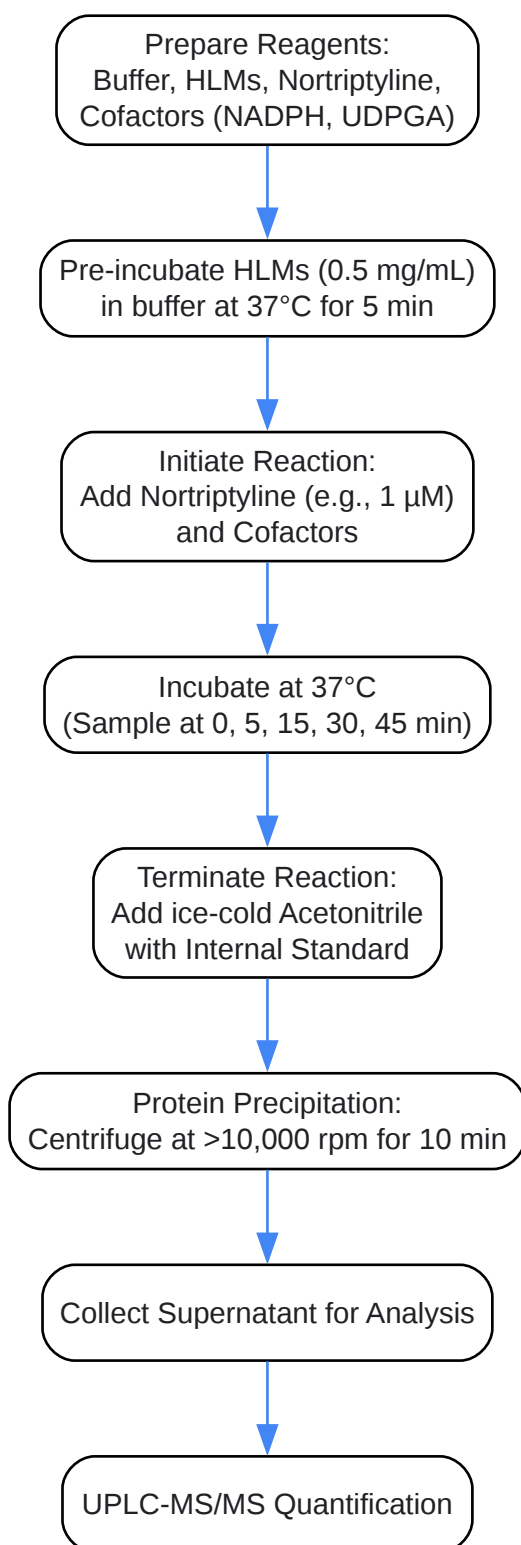 Prepare Reagents:
Buffer, HLMs, Nortriptyline,
Cofactors (NADPH, UDPGA)
Pre-incubate HLMs (0.5 mg/mL)
in buffer at 37°C for 5 min
Initiate Reaction:
Add Nortriptyline (e.g., 1 µM)
and Cofactors
Incubate at 37°C
(Sample at 0, 5, 15, 30, 45 min)
Terminate Reaction:
Add ice-cold Acetonitrile
with Internal Standard
Protein Precipitation:
Centrifuge at >10,000 rpm for 10 min
Collect Supernatant for Analysis
UPLC-MS/MS Quantification